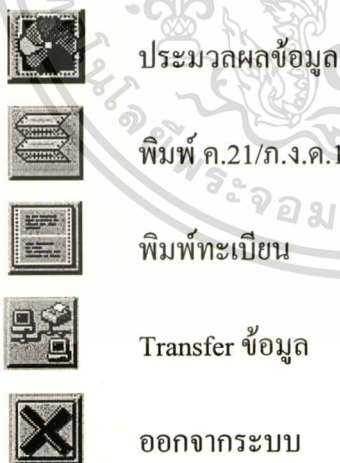 ประมวลผลข้อมูล
พิมพ์ ค.21/ภ.ง.ด.1
พิมพ์ทะเบียน
Transfer ข้อมูล
ออกจากระบบ